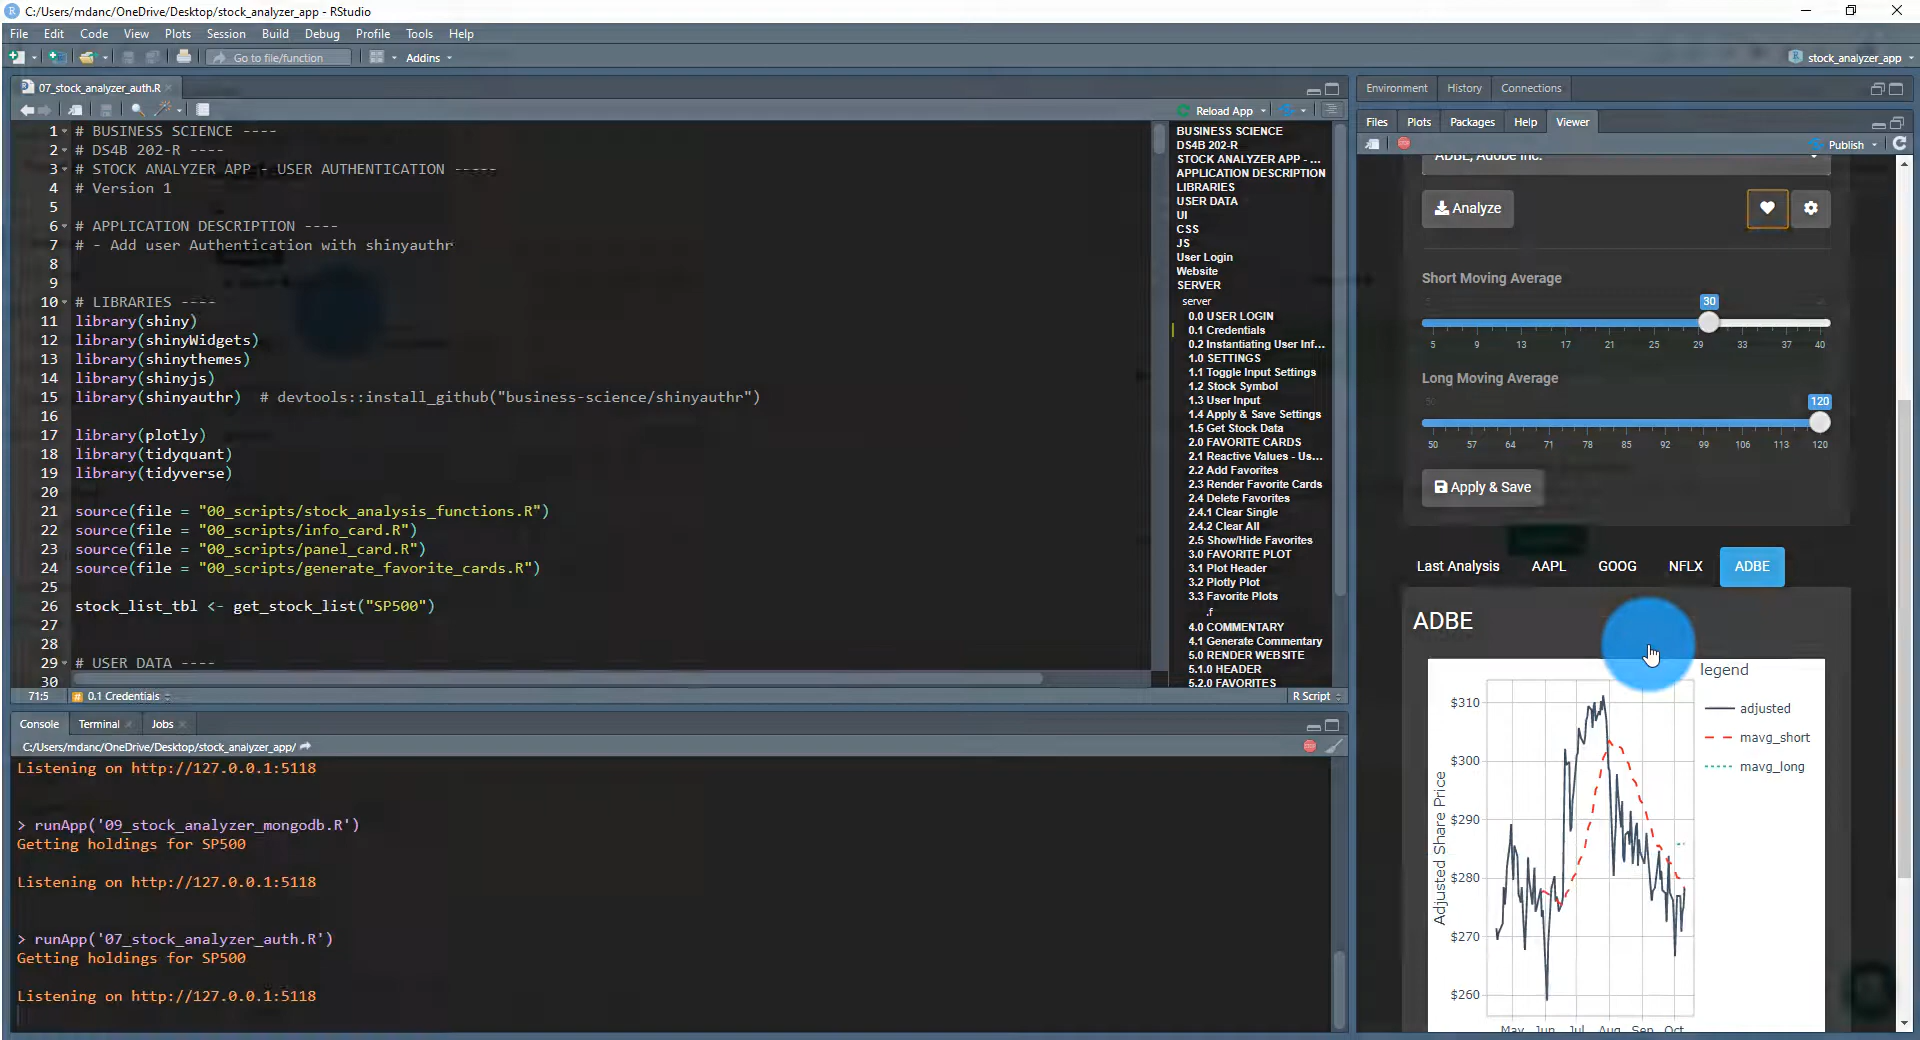 C:/Users/mdanc/OneDrive/Desktop/stock_analyzer_app - RStudio
File Edit Code View Plots Session Build Debug Profile Tools Help
Go to file/function
Addins
stock_analyzer_app
07_stock_analyzer_auth.R
Reload App
1 # BUSINESS SCIENCE ----
2 # DS4B 202-R ----
3 # STOCK ANALYZER APP - USER AUTHENTICATION -----
4 # Version 1
5
6 # APPLICATION DESCRIPTION ----
7 # - Add user Authentication with shinyauthr
8
9
10 # LIBRARIES ----
11 library(shiny)
12 library(shinyWidgets)
13 library(shinythemes)
14 library(shinyjs)
15 library(shinyauthr)  # devtools::install_github("business-science/shinyauthr")
16
17 library(plotly)
18 library(tidyquant)
19 library(tidyverse)
20
21 source(file = "00_scripts/stock_analysis_functions.R")
22 source(file = "00_scripts/info_card.R")
23 source(file = "00_scripts/panel_card.R")
24 source(file = "00_scripts/generate_favorite_cards.R")
25
26 stock_list_tbl <- get_stock_list("SP500")
27
28
29 # USER DATA ----
30
71:5 # 0.1 Credentials
R Script
BUSINESS SCIENCE
DS4B 202-R
STOCK ANALYZER APP - ...
APPLICATION DESCRIPTION
LIBRARIES
USER DATA
UI
CSS
JS
User Login
Website
SERVER
server
0.0 USER LOGIN
0.1 Credentials
0.2 Instantiating User Inf...
1.0 SETTINGS
1.1 Toggle Input Settings
1.2 Stock Symbol
1.3 User Input
1.4 Apply & Save Settings
1.5 Get Stock Data
2.0 FAVORITE CARDS
2.1 Reactive Values - Us...
2.2 Add Favorites
2.3 Render Favorite Cards
2.4 Delete Favorites
2.4.1 Clear Single
2.4.2 Clear All
2.5 Show/Hide Favorites
3.0 FAVORITE PLOT
3.1 Plot Header
3.2 Plotly Plot
3.3 Favorite Plots
.f
4.0 COMMENTARY
4.1 Generate Commentary
5.0 RENDER WEBSITE
5.1.0 HEADER
5.2.0 FAVORITES
Console Terminal Jobs
C:/Users/mdanc/OneDrive/Desktop/stock_analyzer_app/
Listening on http://127.0.0.1:5118
> runApp('09_stock_analyzer_mongodb.R')
Getting holdings for SP500
Listening on http://127.0.0.1:5118
> runApp('07_stock_analyzer_auth.R')
Getting holdings for SP500
Listening on http://127.0.0.1:5118
Environment History Connections
Files Plots Packages Help Viewer
STOP
Publish
ADBE, Adobe Inc.
Analyze
Short Moving Average
30
5 9 13 17 21 25 29 33 37 40
Long Moving Average
120
50 57 64 71 78 85 92 99 106 113 120
Apply & Save
Last Analysis AAPL GOOG NFLX ADBE
ADBE
legend
adjusted
mavg_short
mavg_long
Adjusted Share Price
$310
$300
$290
$280
$270
$260
May Jun Jul Aug Sep Oct